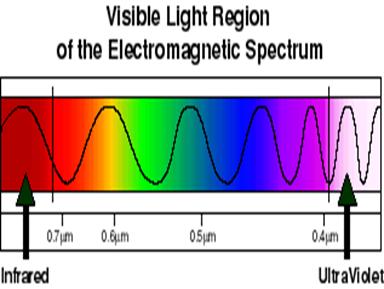 Visible Light Region
of the Electromagnetic Spectrum
0.7µm 0.6µm 0.5µm 0.4µm
Infrared UltraViolet